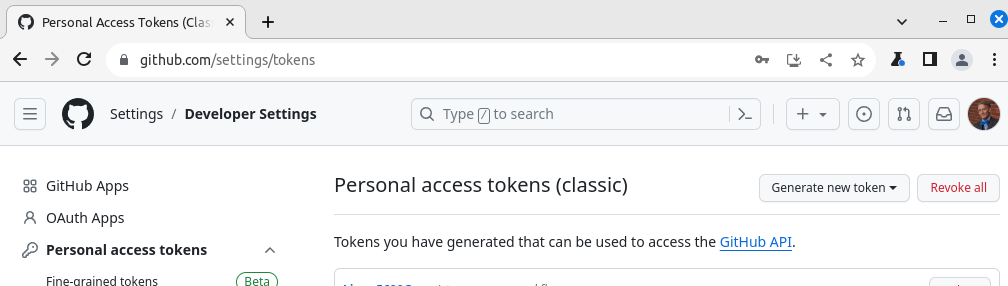 Personal Access Tokens (Clas
github.com/settings/tokens
Settings / Developer Settings
Type / to search
GitHub Apps
OAuth Apps
Personal access tokens
Fine-grained tokens Beta
Personal access tokens (classic)
Generate new token
Revoke all
Tokens you have generated that can be used to access the GitHub API.